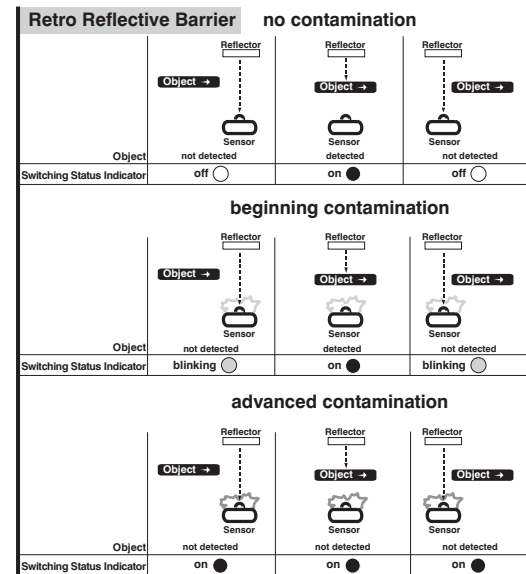 Retro Reflective Barrier no contamination
Reflector Reflector Reflector
Object → Object → Object →
Sensor Sensor Sensor
Object not detected detected not detected
Switching Status Indicator off on off
beginning contamination
Reflector Reflector Reflector
Object → Object → Object →
Sensor Sensor Sensor
Object not detected detected not detected
Switching Status Indicator blinking on blinking
advanced contamination
Reflector Reflector Reflector
Object → Object → Object →
Sensor Sensor Sensor
Object not detected not detected not detected
Switching Status Indicator on on on